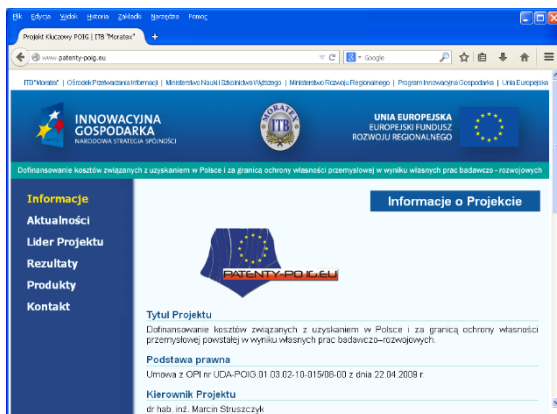 Plik Edycja Widok Historia Zakładki Narzędzia Pomoc
Projekt Kluczowy POIG | ITB "Moratex"
www.patenty-poig.eu
Google
ITB "Moratex" | Ośrodek Przetwarzania Informacji | Ministerstwo Nauki i Szkolnictwa Wyższego | Ministerstwo Rozwoju Regionalnego | Program Innowacyjna Gospodarka | Unia Europejska
INNOWACYJNA
GOSPODARKA
NARODOWA STRATEGIA SPÓJNOŚCI
MORATEX
ITB
UNIA EUROPEJSKA
EUROPEJSKI FUNDUSZ
ROZWOJU REGIONALNEGO
Dofinansowanie kosztów związanych z uzyskaniem w Polsce i za granicą ochrony własności przemysłowej w wyniku własnych prac badawczo - rozwojowych
Informacje
Aktualności
Lider Projektu
Rezultaty
Produkty
Kontakt
Informacje o Projekcie
PATENTY-POIG.EU
Tytuł Projektu
Dofinansowanie kosztów związanych z uzyskaniem w Polsce i za granicą ochrony własności
przemysłowej powstałej w wyniku własnych prac badawczo–rozwojowych.
Podstawa prawna
Umowa z OPI nr UDA-POIG.01.03.02-10-015/08-00 z dnia 22.04.2009 r.
Kierownik Projektu
dr hab. inż. Marcin Struszczyk